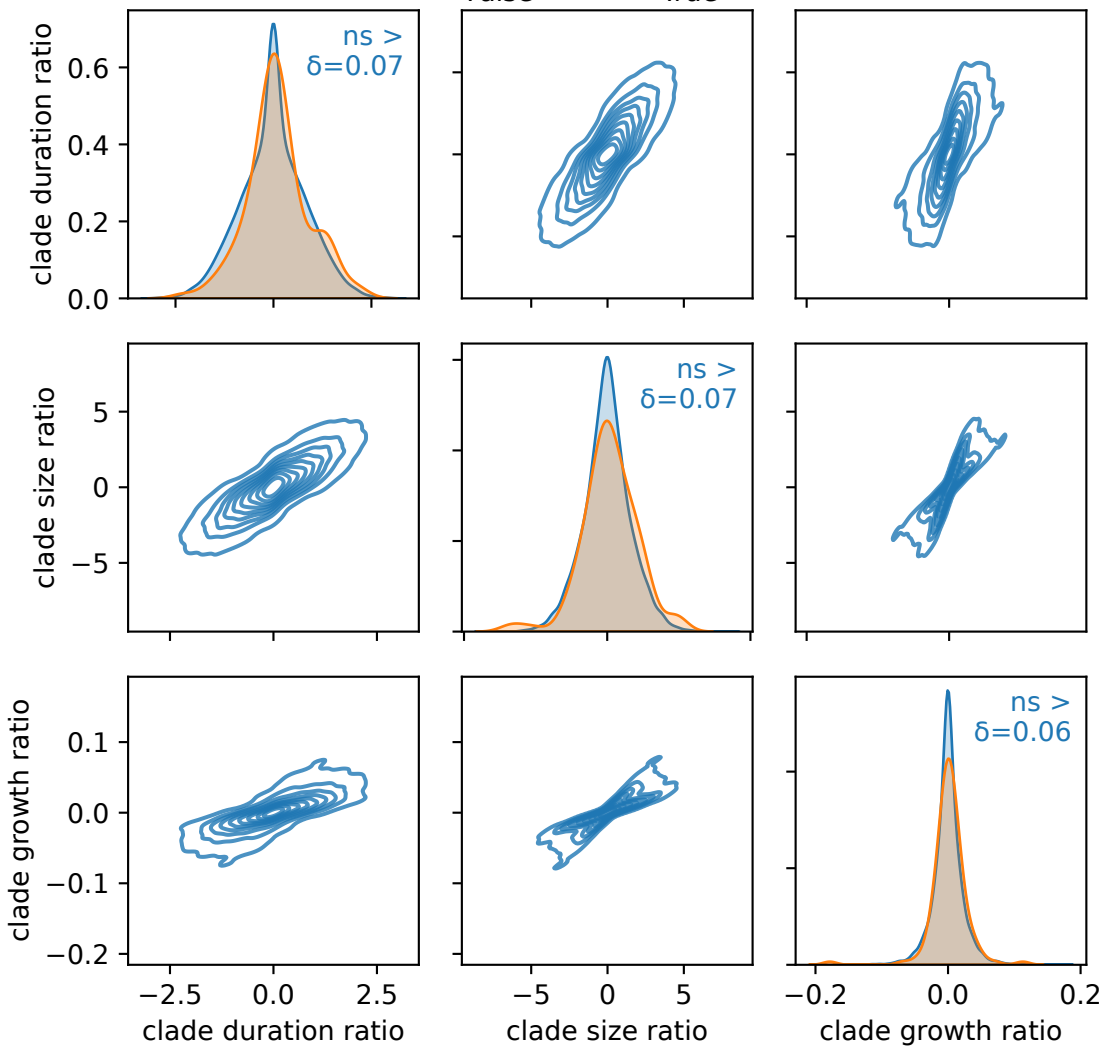 clade duration ratio
0.6
0.4
0.2
0.0
ns >
δ=0.07
clade size ratio
5
0
−5
ns >
δ=0.07
clade growth ratio
0.1
0.0
−0.1
−0.2
ns >
δ=0.06
−2.5 0.0 2.5
−5 0 5
−0.2 0.0 0.2
clade duration ratio
clade size ratio
clade growth ratio